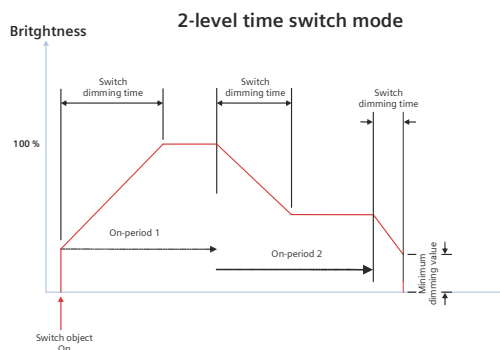 2-level time switch mode
Britghtness
Switch
dimming time
Switch
dimming time
Switch
dimming time
100 %
On-period 1
On-period 2
Minimum
dimming value
Switch object
On